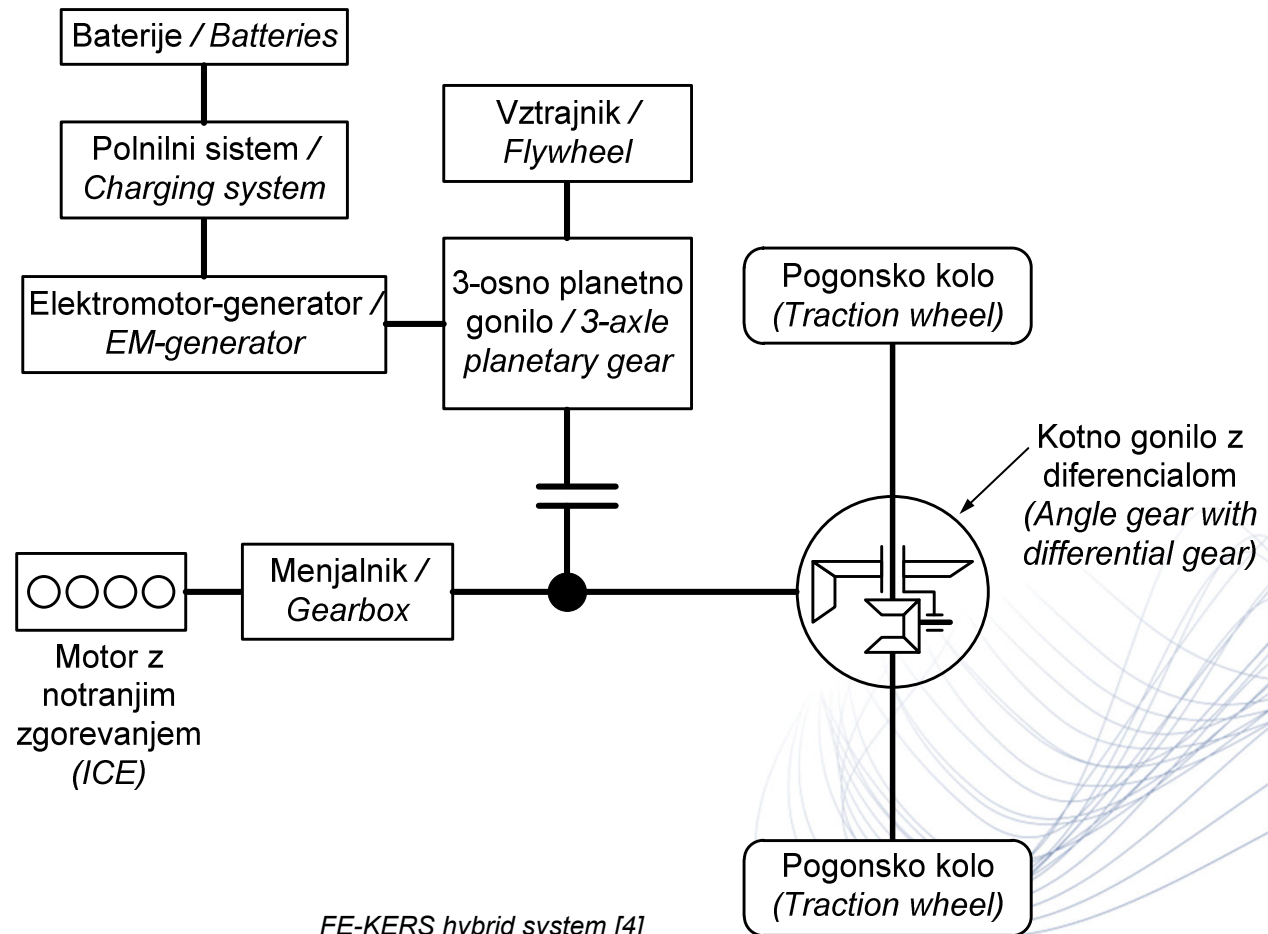 Baterije / Batteries
Polnilni sistem /
Charging system
Vztrajnik /
Flywheel
Elektromotor-generator /
EM-generator
3-osno planetno
gonilo / 3-axle
planetary gear
Pogonsko kolo
(Traction wheel)
Kotno gonilo z
diferencialom
(Angle gear with
differential gear)
Menjalnik /
Gearbox
Motor z
notranjim
zgorevanjem
(ICE)
Pogonsko kolo
(Traction wheel)
FE-KERS hybrid system [4]